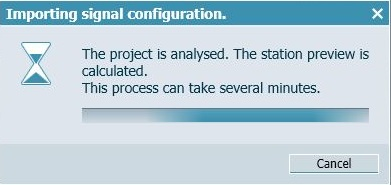 Importing signal configuration.
The project is analysed. The station preview is
calculated.
This process can take several minutes.
Cancel